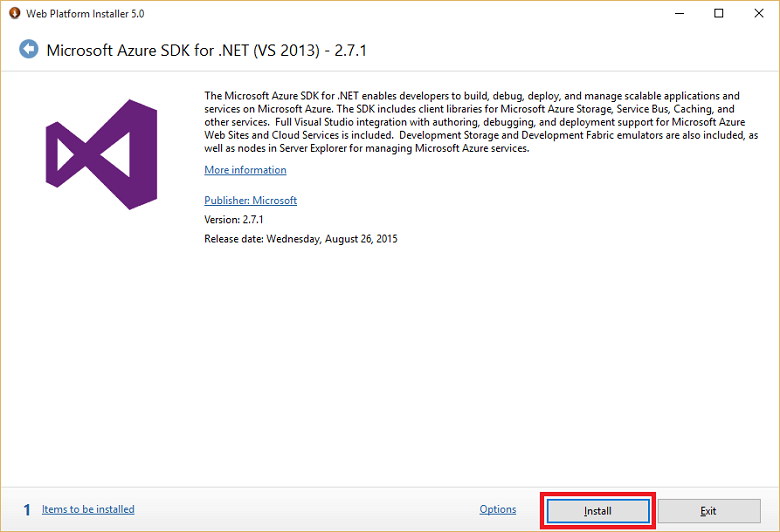 Web Platform Installer 5.0
Microsoft Azure SDK for .NET (VS 2013) - 2.7.1
The Microsoft Azure SDK for .NET enables developers to build, debug, deploy, and manage scalable applications and
services on Microsoft Azure. The SDK includes client libraries for Microsoft Azure Storage, Service Bus, Caching, and
other services.  Full Visual Studio integration with authoring, debugging, and deployment support for Microsoft Azure
Web Sites and Cloud Services is included.  Development Storage and Development Fabric emulators are also included, as
well as nodes in Server Explorer for managing Microsoft Azure services.
More information
Publisher: Microsoft
Version: 2.7.1
Release date: Wednesday, August 26, 2015
1 Items to be installed Options Install Exit